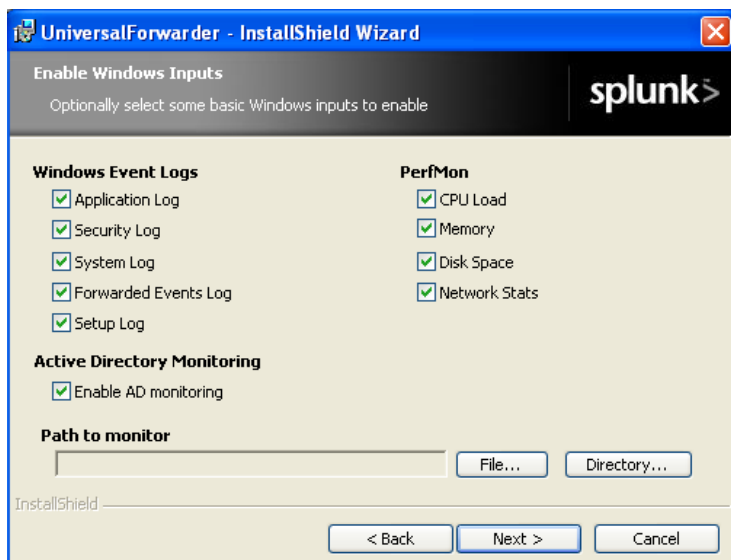 UniversalForwarder - InstallShield Wizard
Enable Windows Inputs
Optionally select some basic Windows inputs to enable
splunk>
Windows Event Logs
Application Log
Security Log
System Log
Forwarded Events Log
Setup Log
PerfMon
CPU Load
Memory
Disk Space
Network Stats
Active Directory Monitoring
Enable AD monitoring
Path to monitor
File...
Directory...
InstallShield
< Back
Next >
Cancel